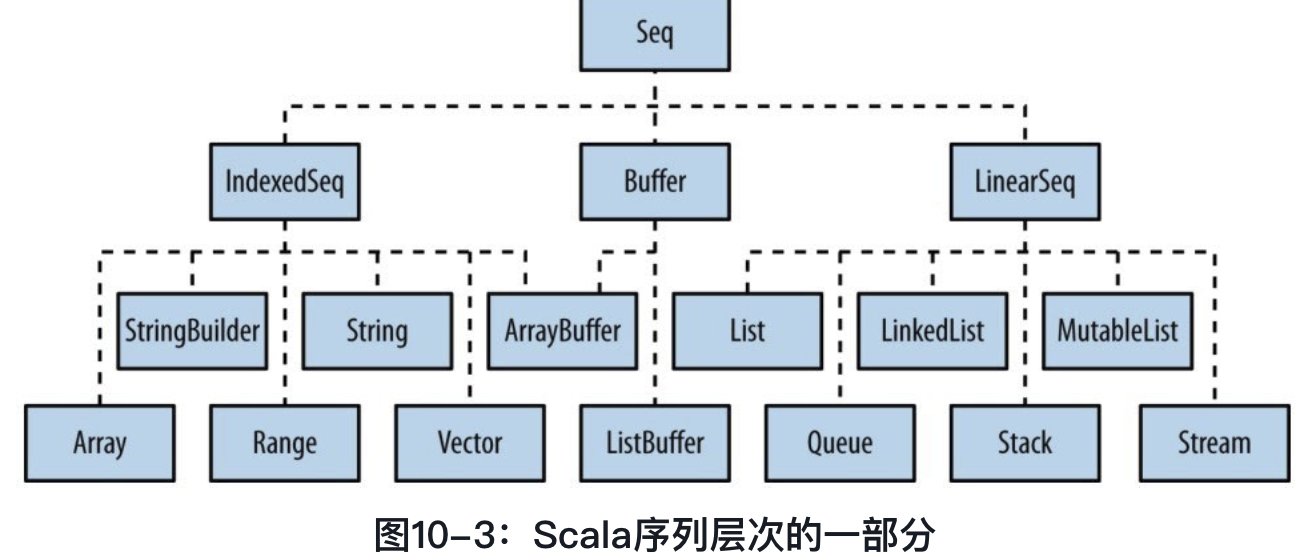 Seq
IndexedSeq
Buffer
LinearSeq
StringBuilder
String
ArrayBuffer
List
LinkedList
MutableList
Array
Range
Vector
ListBuffer
Queue
Stack
Stream
图10–3：Scala序列层次的一部分